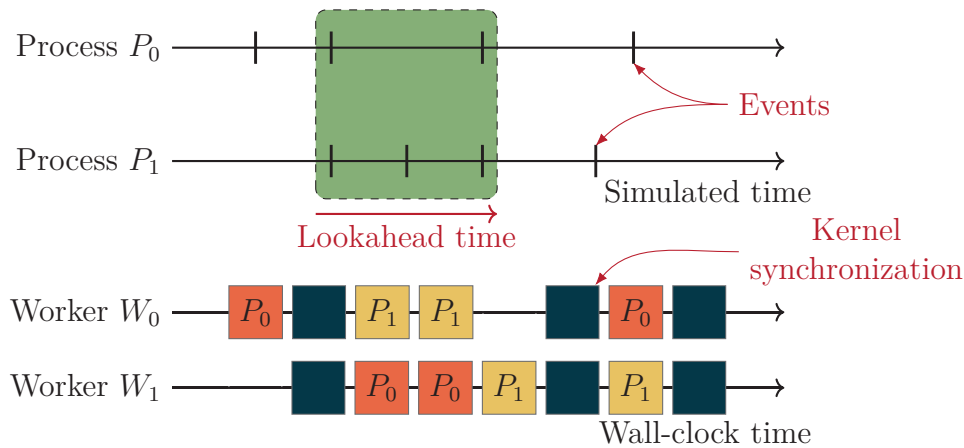 Process P₀
Events
Process P₁
Simulated time
Lookahead time
Kernel
synchronization
Worker W₀
P₀
P₁
P₁
P₀
Worker W₁
P₀
P₀
P₁
P₁
Wall-clock time